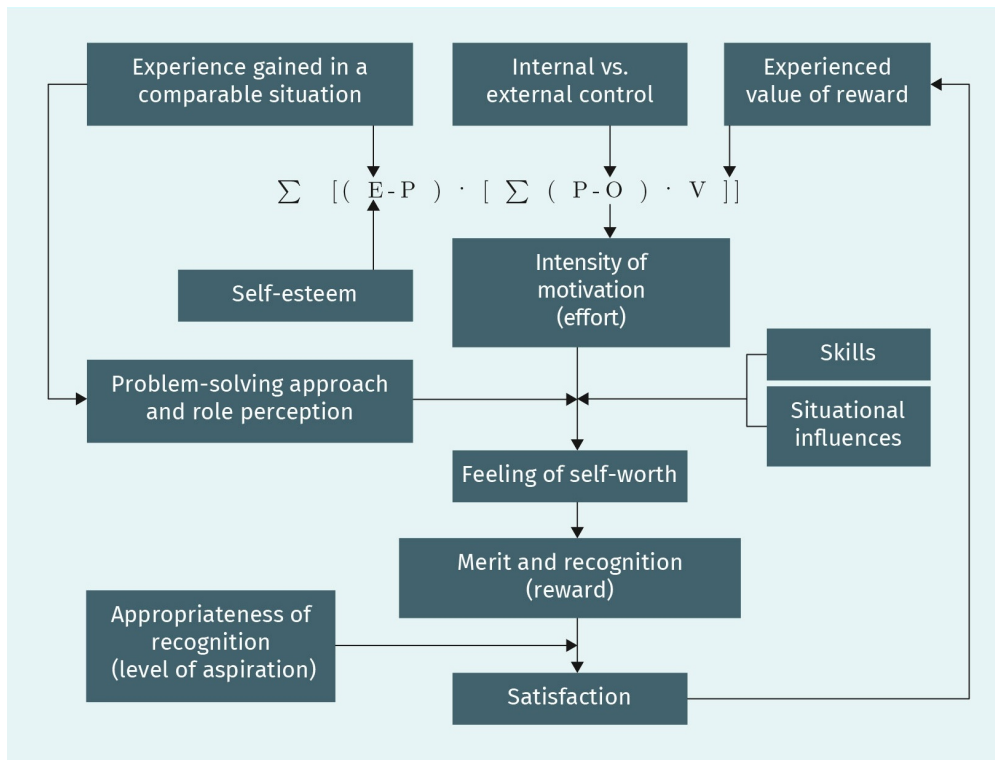 Experience gained in a
comparable situation
Internal vs.
external control
Experienced
value of reward
∑ [( E-P ) · [ ∑ ( P-O ) · V ]]
Self-esteem
Intensity of
motivation
(effort)
Skills
Problem-solving approach
and role perception
Situational
influences
Feeling of self-worth
Merit and recognition
(reward)
Appropriateness of
recognition
(level of aspiration)
Satisfaction